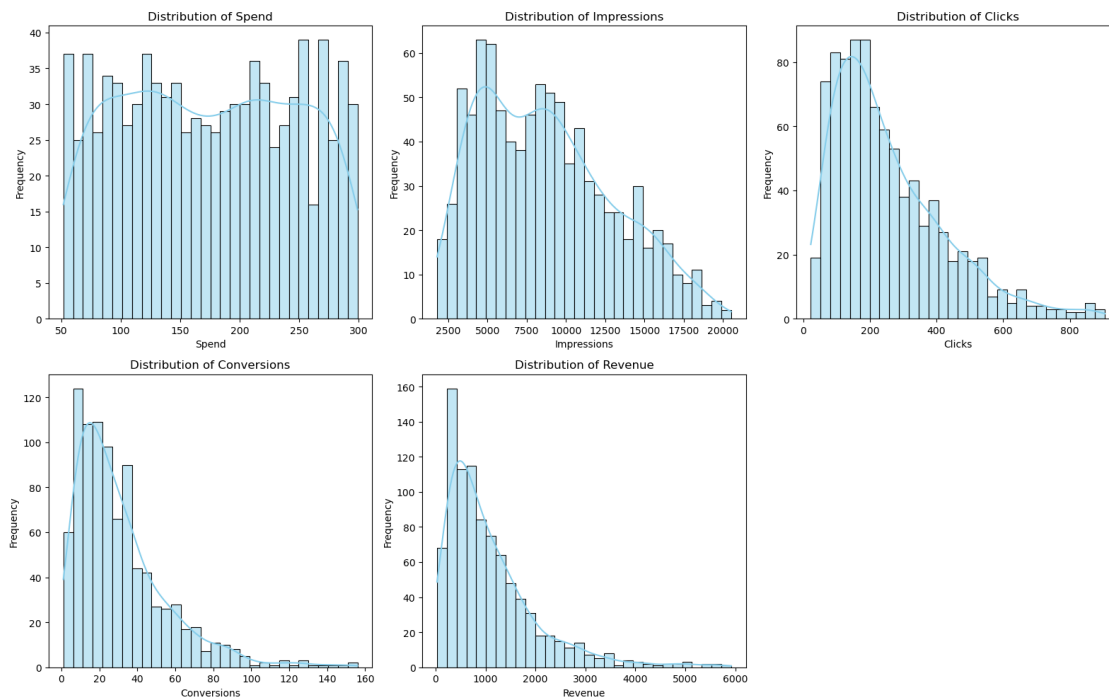 Distribution of Spend
40
35
30
25
20
15
10
5
0
Frequency
50 100 150 200 250 300
Spend
Distribution of Impressions
60
50
40
30
20
10
0
Frequency
2500 5000 7500 10000 12500 15000 17500 20000
Impressions
Distribution of Clicks
80
60
40
20
0
Frequency
0 200 400 600 800
Clicks
Distribution of Conversions
120
100
80
60
40
20
0
Frequency
0 20 40 60 80 100 120 140 160
Conversions
Distribution of Revenue
160
140
120
100
80
60
40
20
0
Frequency
0 1000 2000 3000 4000 5000 6000
Revenue